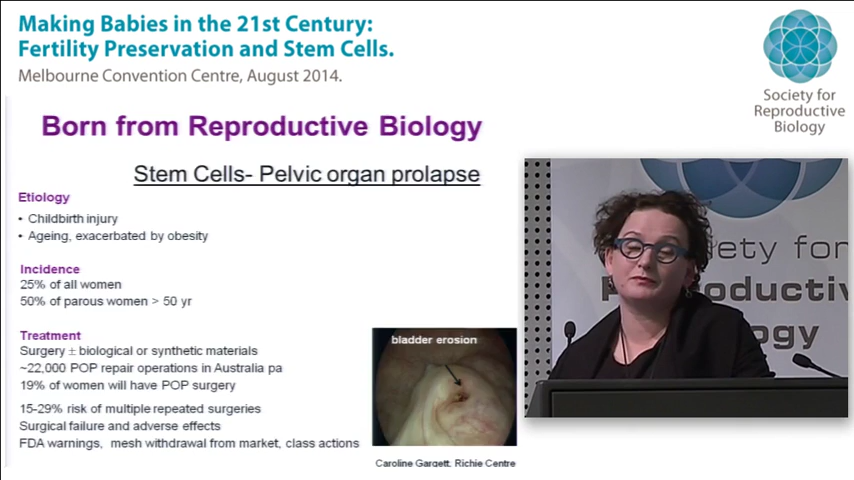 Making Babies in the 21st Century:
Fertility Preservation and Stem Cells.
Melbourne Convention Centre, August 2014.
Society for
Reproductive
Biology
Born from Reproductive Biology
Stem Cells- Pelvic organ prolapse
Etiology
• Childbirth injury
• Ageing, exacerbated by obesity
Incidence
25% of all women
50% of parous women > 50 yr
Treatment
Surgery ± biological or synthetic materials
~22,000 POP repair operations in Australia pa
19% of women will have POP surgery
15-29% risk of multiple repeated surgeries
Surgical failure and adverse effects
FDA warnings, mesh withdrawal from market, class actions
bladder erosion
Caroline Gargett, Richie Centre
iety for
oductiv
ogy